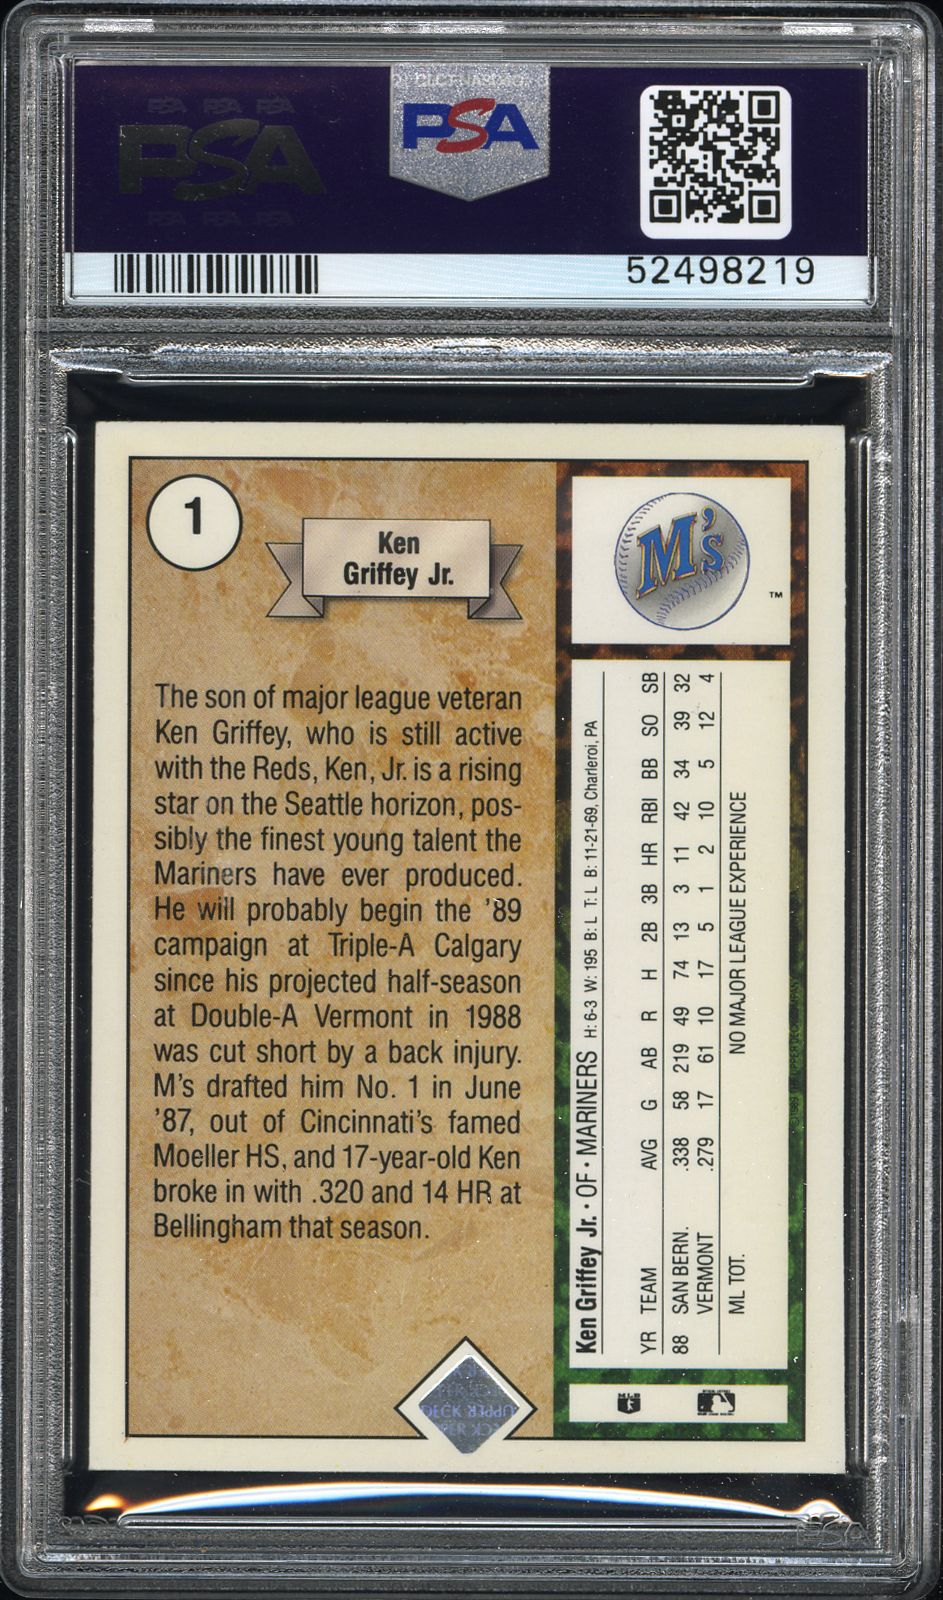 PSA
PSA
52498219
1
Ken
Griffey Jr.
The son of major league veteran
Ken Griffey, who is still active
with the Reds, Ken, Jr. is a rising
star on the Seattle horizon, pos-
sibly the finest young talent the
Mariners have ever produced.
He will probably begin the ’89
campaign at Triple-A Calgary
since his projected half-season
at Double-A Vermont in 1988
was cut short by a back injury.
M’s drafted him No. 1 in June
’87, out of Cincinnati’s famed
Moeller HS, and 17-year-old Ken
broke in with .320 and 14 HR at
Bellingham that season.
M’s
TM
Ken Griffey Jr. • OF • MARINERS H: 6-3 W: 195 B: L T: L B: 11-21-69, Charleroi, PA
YR TEAM AVG G AB R H 2B 3B HR RBI BB SO SB
88 SAN BERN. .338 58 219 49 74 13 3 11 42 34 39 32
VERMONT .279 17 61 10 17 5 1 2 10 5 12 4
ML TOT. NO MAJOR LEAGUE EXPERIENCE
UPPER DECK